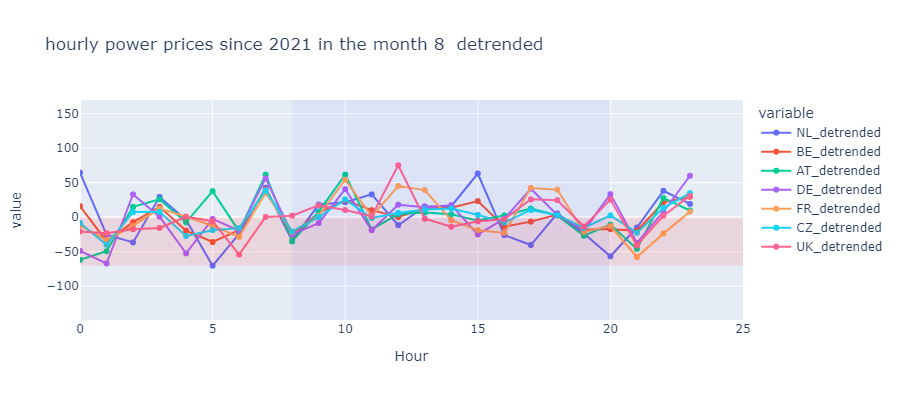 hourly power prices since 2021 in the month 8  detrended
variable
NL_detrended
BE_detrended
AT_detrended
DE_detrended
FR_detrended
CZ_detrended
UK_detrended
value
150
100
50
0
−50
−100
0 5 10 15 20 25
Hour